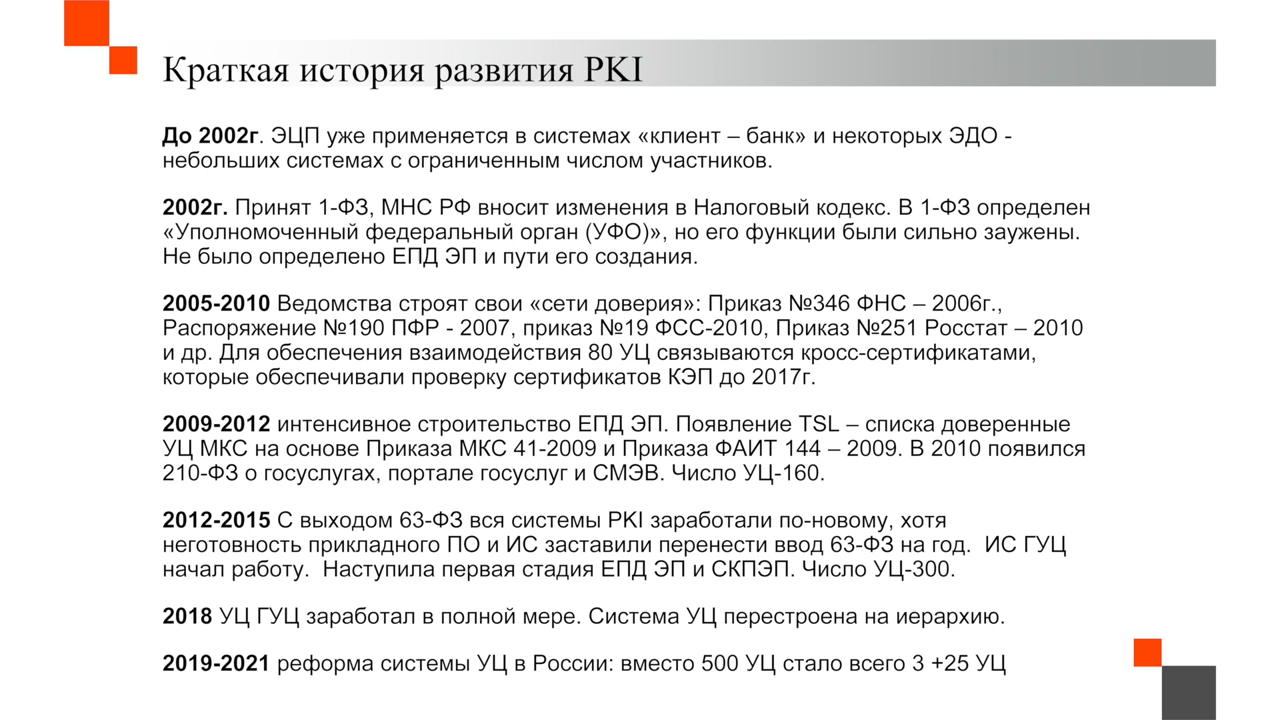 Краткая история развития PKI
До 2002г. ЭЦП уже применяется в системах «клиент – банк» и некоторых ЭДО -
небольших системах с ограниченным числом участников.
2002г. Принят 1-ФЗ, МНС РФ вносит изменения в Налоговый кодекс. В 1-ФЗ определен
«Уполномоченный федеральный орган (УФО)», но его функции были сильно заужены.
Не было определено ЕПД ЭП и пути его создания.
2005-2010 Ведомства строят свои «сети доверия»: Приказ №346 ФНС – 2006г.,
Распоряжение №190 ПФР - 2007, приказ №19 ФСС-2010, Приказ №251 Росстат – 2010
и др. Для обеспечения взаимодействия 80 УЦ связываются кросс-сертификатами,
которые обеспечивали проверку сертификатов КЭП до 2017г.
2009-2012 интенсивное строительство ЕПД ЭП. Появление TSL – списка доверенные
УЦ МКС на основе Приказа МКС 41-2009 и Приказа ФАИТ 144 – 2009. В 2010 появился
210-ФЗ о госуслугах, портале госуслуг и СМЭВ. Число УЦ-160.
2012-2015 С выходом 63-ФЗ вся системы PKI заработали по-новому, хотя
неготовность прикладного ПО и ИС заставили перенести ввод 63-ФЗ на год.  ИС ГУЦ
начал работу.  Наступила первая стадия ЕПД ЭП и СКПЭП. Число УЦ-300.
2018 УЦ ГУЦ заработал в полной мере. Система УЦ перестроена на иерархию.
2019-2021 реформа системы УЦ в России: вместо 500 УЦ стало всего 3 +25 УЦ